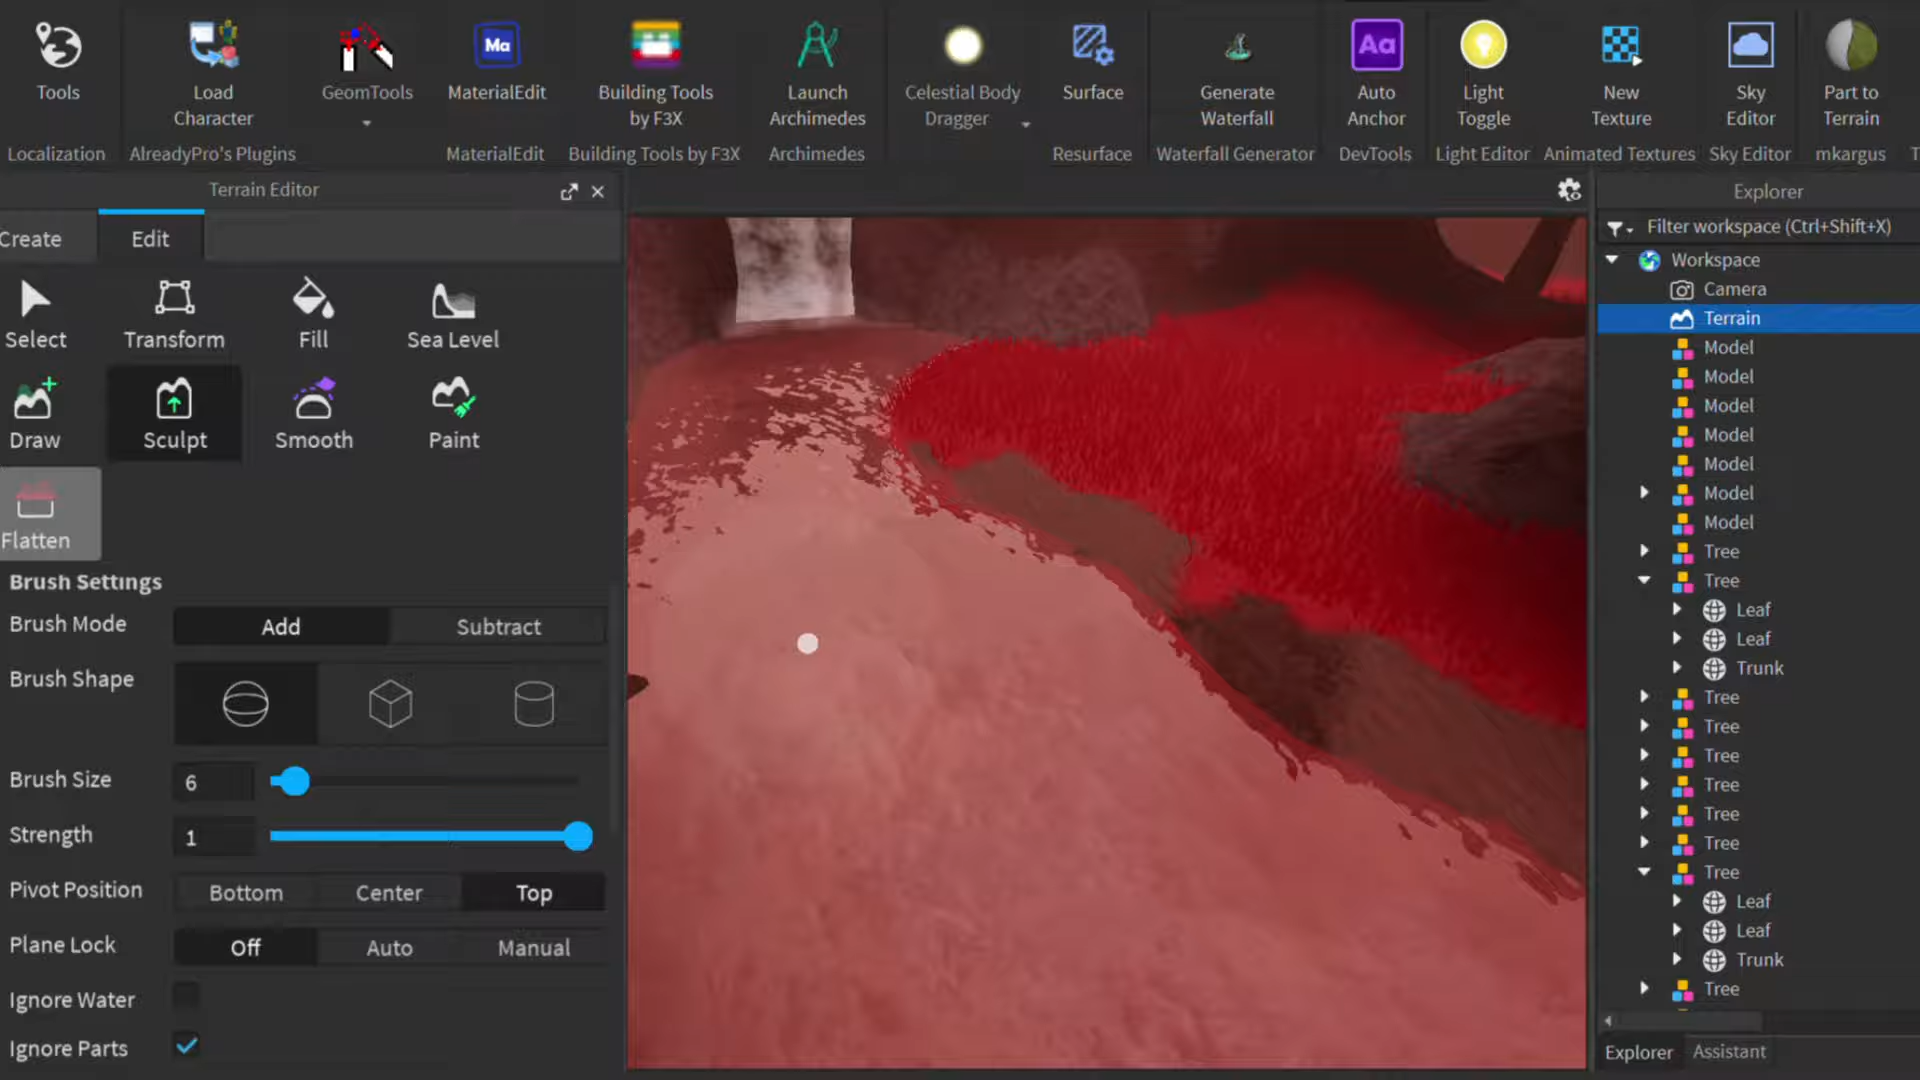 Tools
Load
Character
GeomTools
Ma
MaterialEdit
Building Tools
by F3X
Launch
Archimedes
Celestial Body
Dragger
Surface
Generate
Waterfall
Aa
Auto
Anchor
Light
Toggle
New
Texture
Sky
Editor
Part to
Terrain
Localization
AlreadyPro's Plugins
MaterialEdit
Building Tools by F3X
Archimedes
Resurface
Waterfall Generator
DevTools
Light Editor
Animated Textures
Sky Editor
mkargus
Terrain Editor
Create
Edit
Select
Transform
Fill
Sea Level
Draw
Sculpt
Smooth
Paint
Flatten
Brush Settings
Brush Mode
Add
Subtract
Brush Shape
Brush Size
6
Strength
1
Pivot Position
Bottom
Center
Top
Plane Lock
Off
Auto
Manual
Ignore Water
Ignore Parts
Explorer
Filter workspace (Ctrl+Shift+X)
Workspace
Camera
Terrain
Model
Model
Model
Model
Model
Model
Model
Tree
Tree
Leaf
Leaf
Trunk
Tree
Tree
Tree
Tree
Tree
Tree
Tree
Leaf
Leaf
Trunk
Tree
Explorer
Assistant